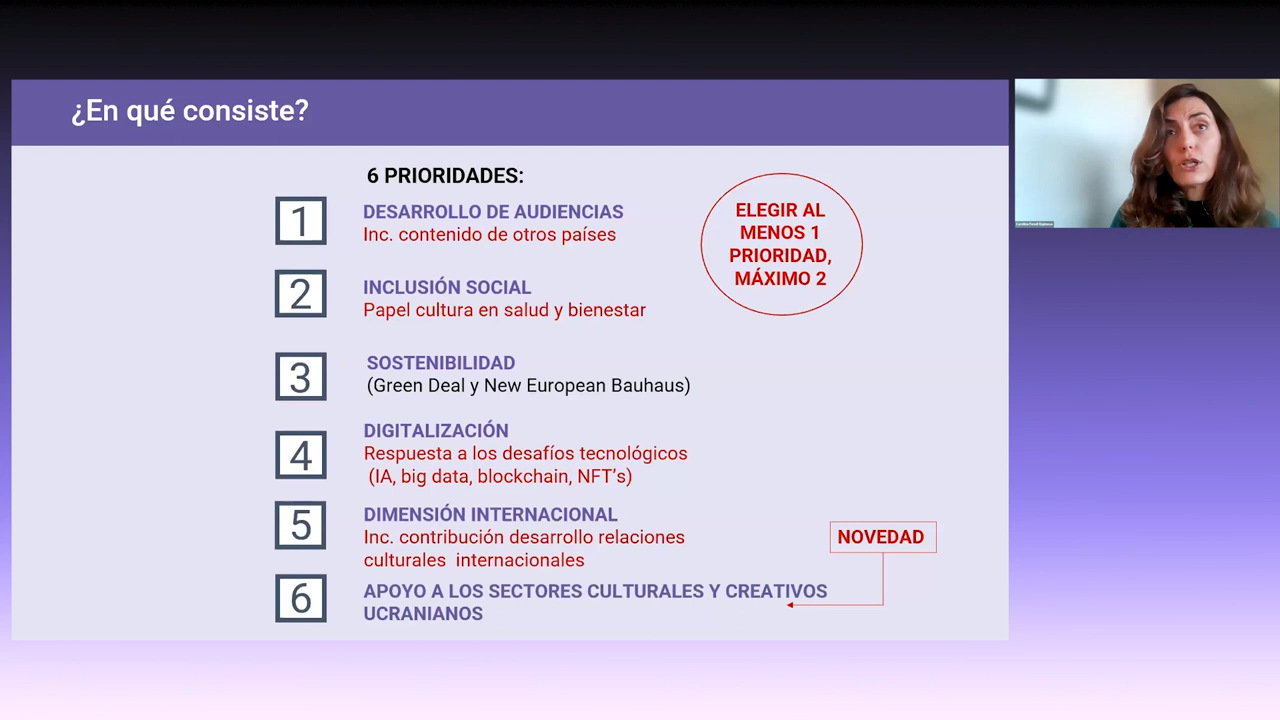 ¿En qué consiste?
6 PRIORIDADES:
1
DESARROLLO DE AUDIENCIAS
Inc. contenido de otros países
ELEGIR AL
MENOS 1
PRIORIDAD,
MÁXIMO 2
2
INCLUSIÓN SOCIAL
Papel cultura en salud y bienestar
3
SOSTENIBILIDAD
(Green Deal y New European Bauhaus)
4
DIGITALIZACIÓN
Respuesta a los desafíos tecnológicos
(IA, big data, blockchain, NFT’s)
5
DIMENSIÓN INTERNACIONAL
Inc. contribución desarrollo relaciones
culturales internacionales
NOVEDAD
6
APOYO A LOS SECTORES CULTURALES Y CREATIVOS
UCRANIANOS